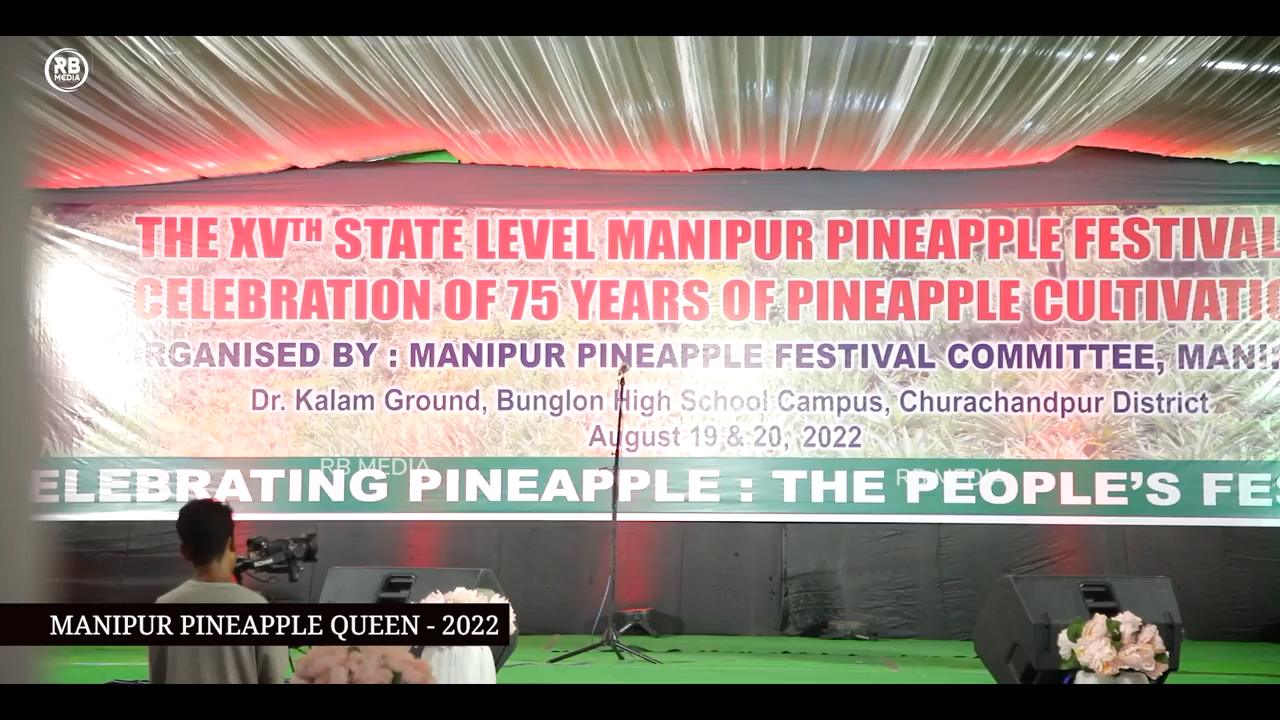 RB
MEDIA
THE XVTH STATE LEVEL MANIPUR PINEAPPLE FESTIVAL
CELEBRATION OF 75 YEARS OF PINEAPPLE CULTIVATIO
RGANISED BY : MANIPUR PINEAPPLE FESTIVAL COMMITTEE, MANI
Dr. Kalam Ground, Bunglon High School Campus, Churachandpur District
August 19 & 20, 2022
RB MEDIA
RB MEDIA
ELEBRATING PINEAPPLE : THE PEOPLE'S FES
MANIPUR PINEAPPLE QUEEN - 2022